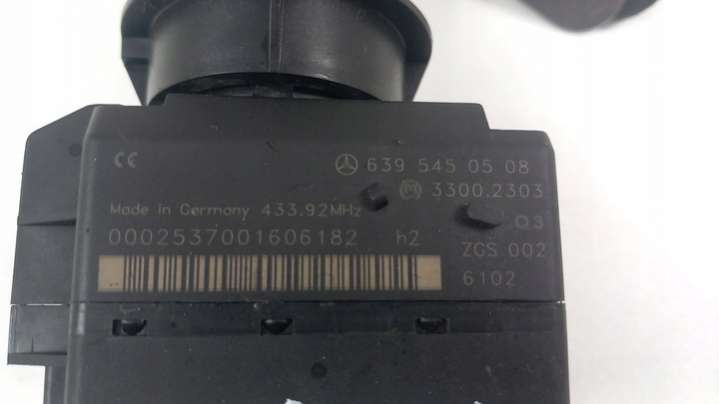 CE 639 545 05 08
3300.2303
Made in Germany 433.92MHz
Q3
0002537001606182 h2
ZGS 002
6102